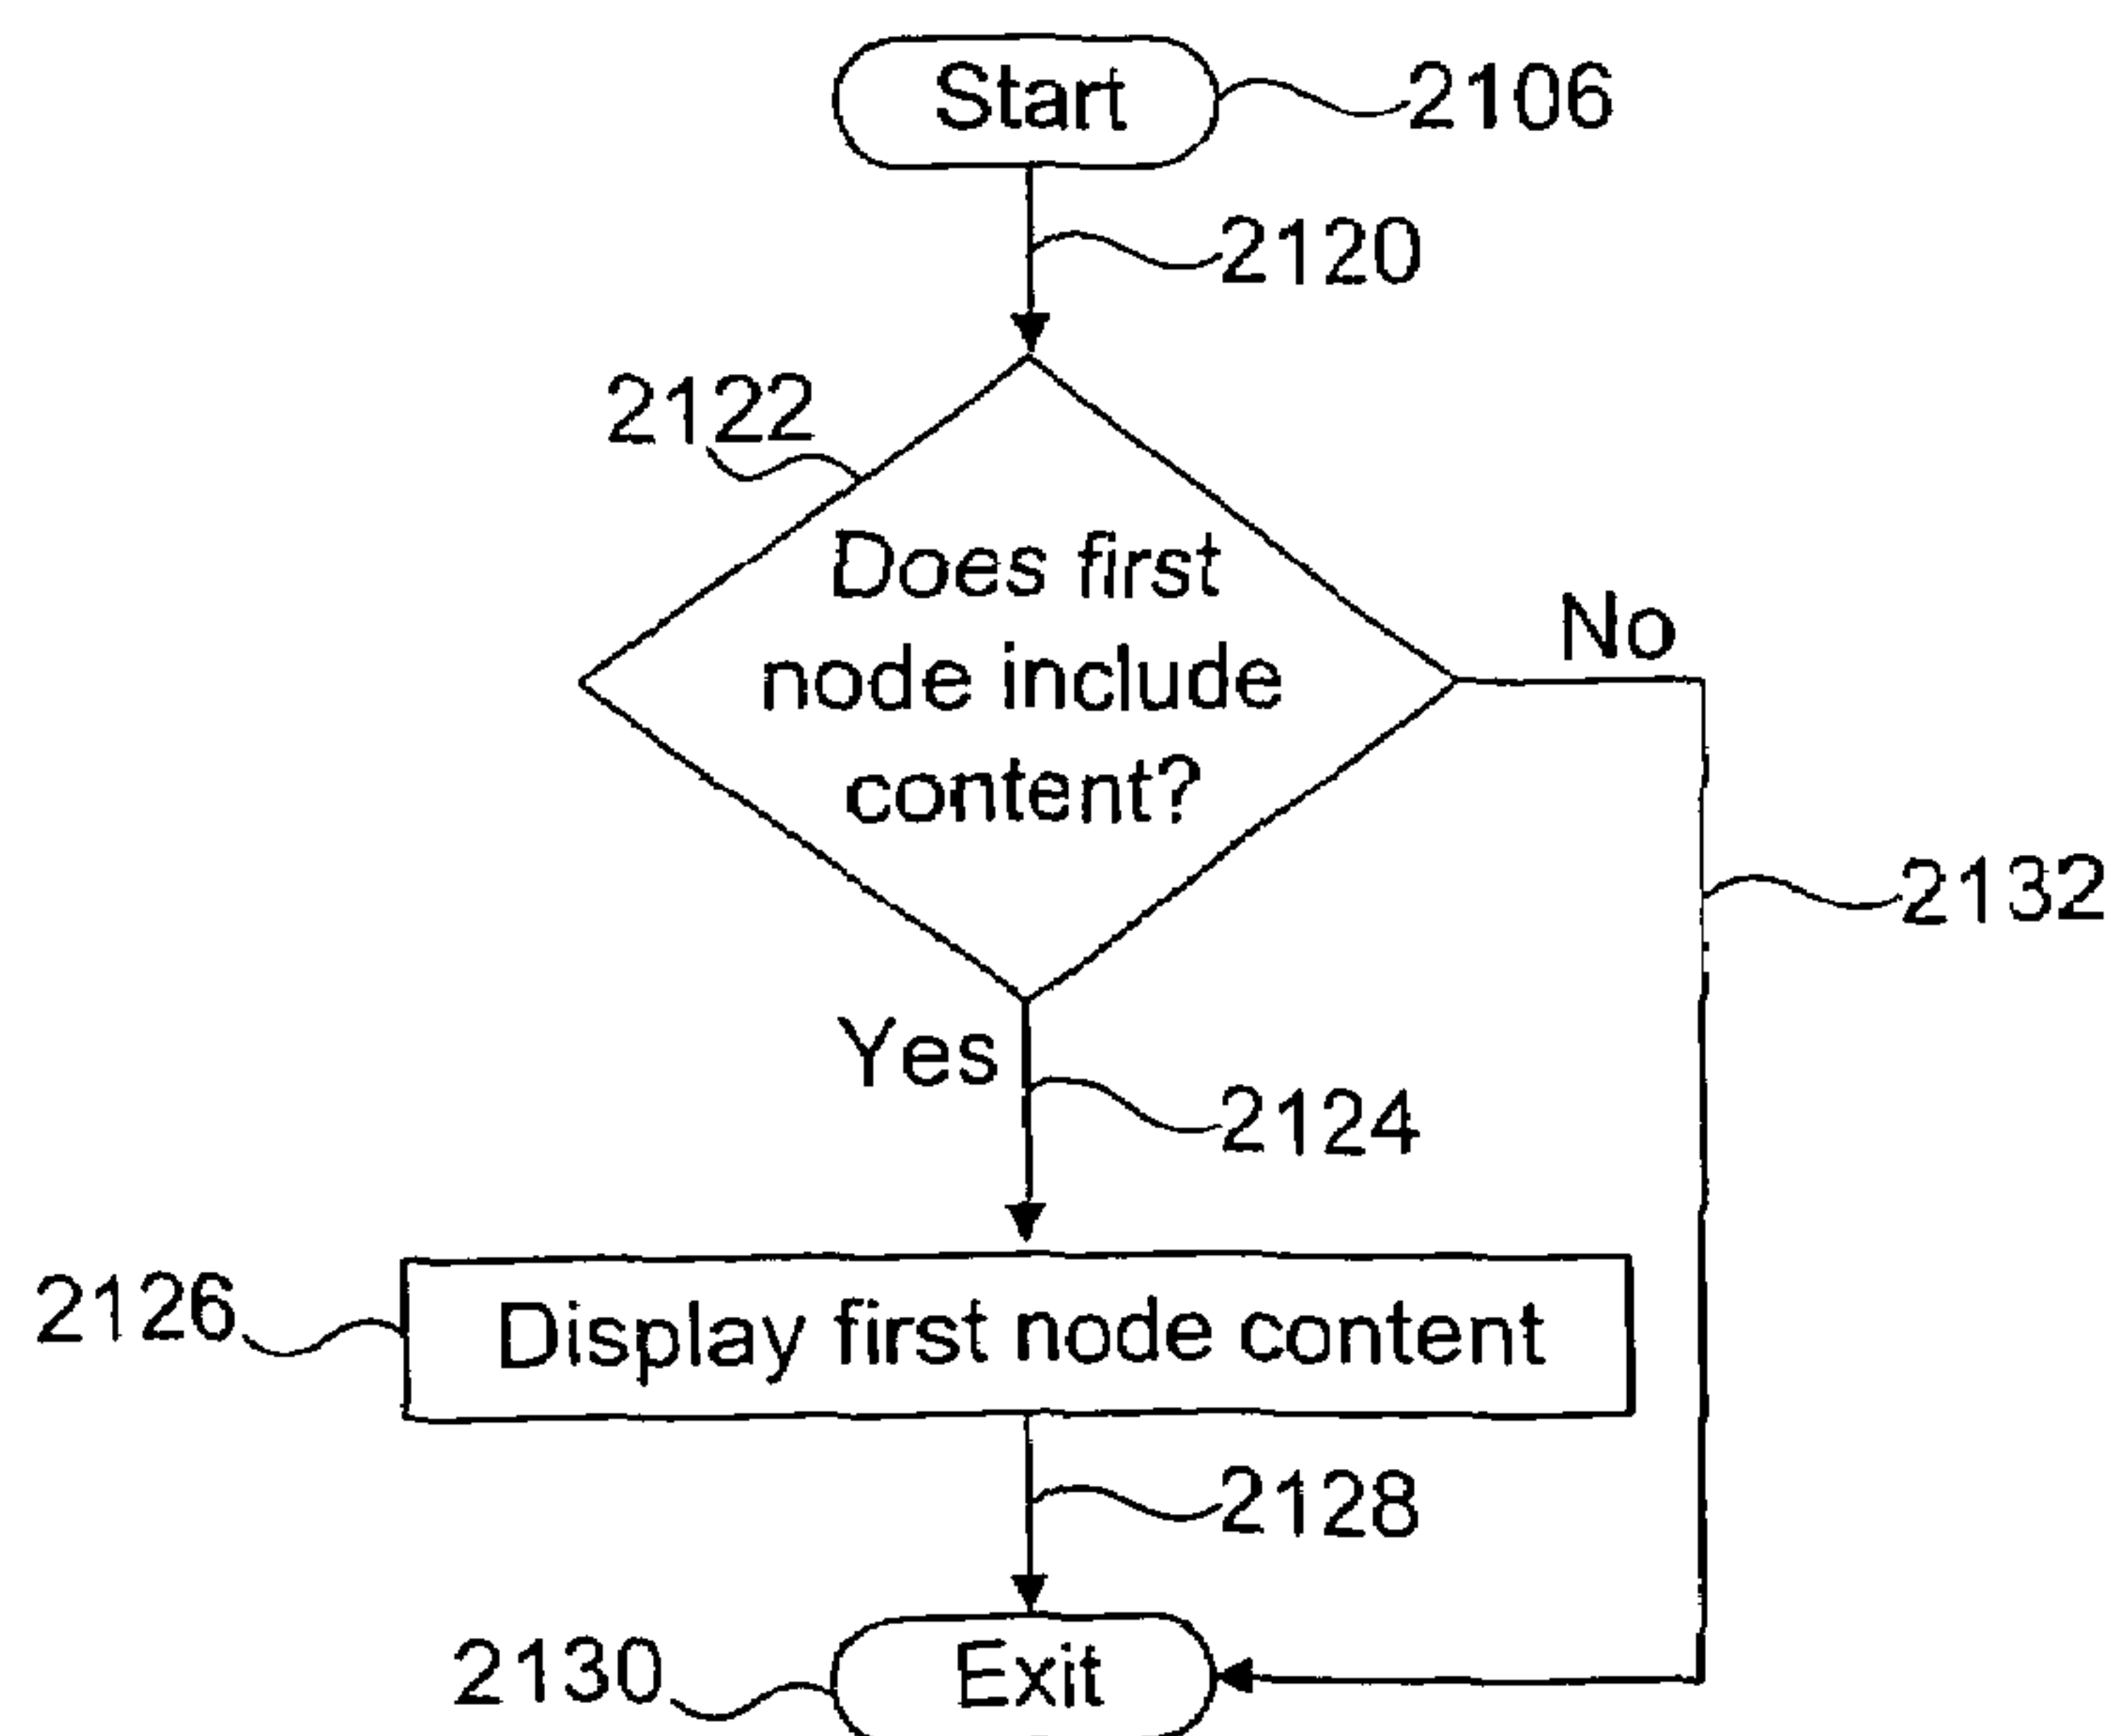 Start
2106
2120
2122
Does first
node include
content?
No
2132
Yes
2124
2126
Display first node content
2128
2130
Exit